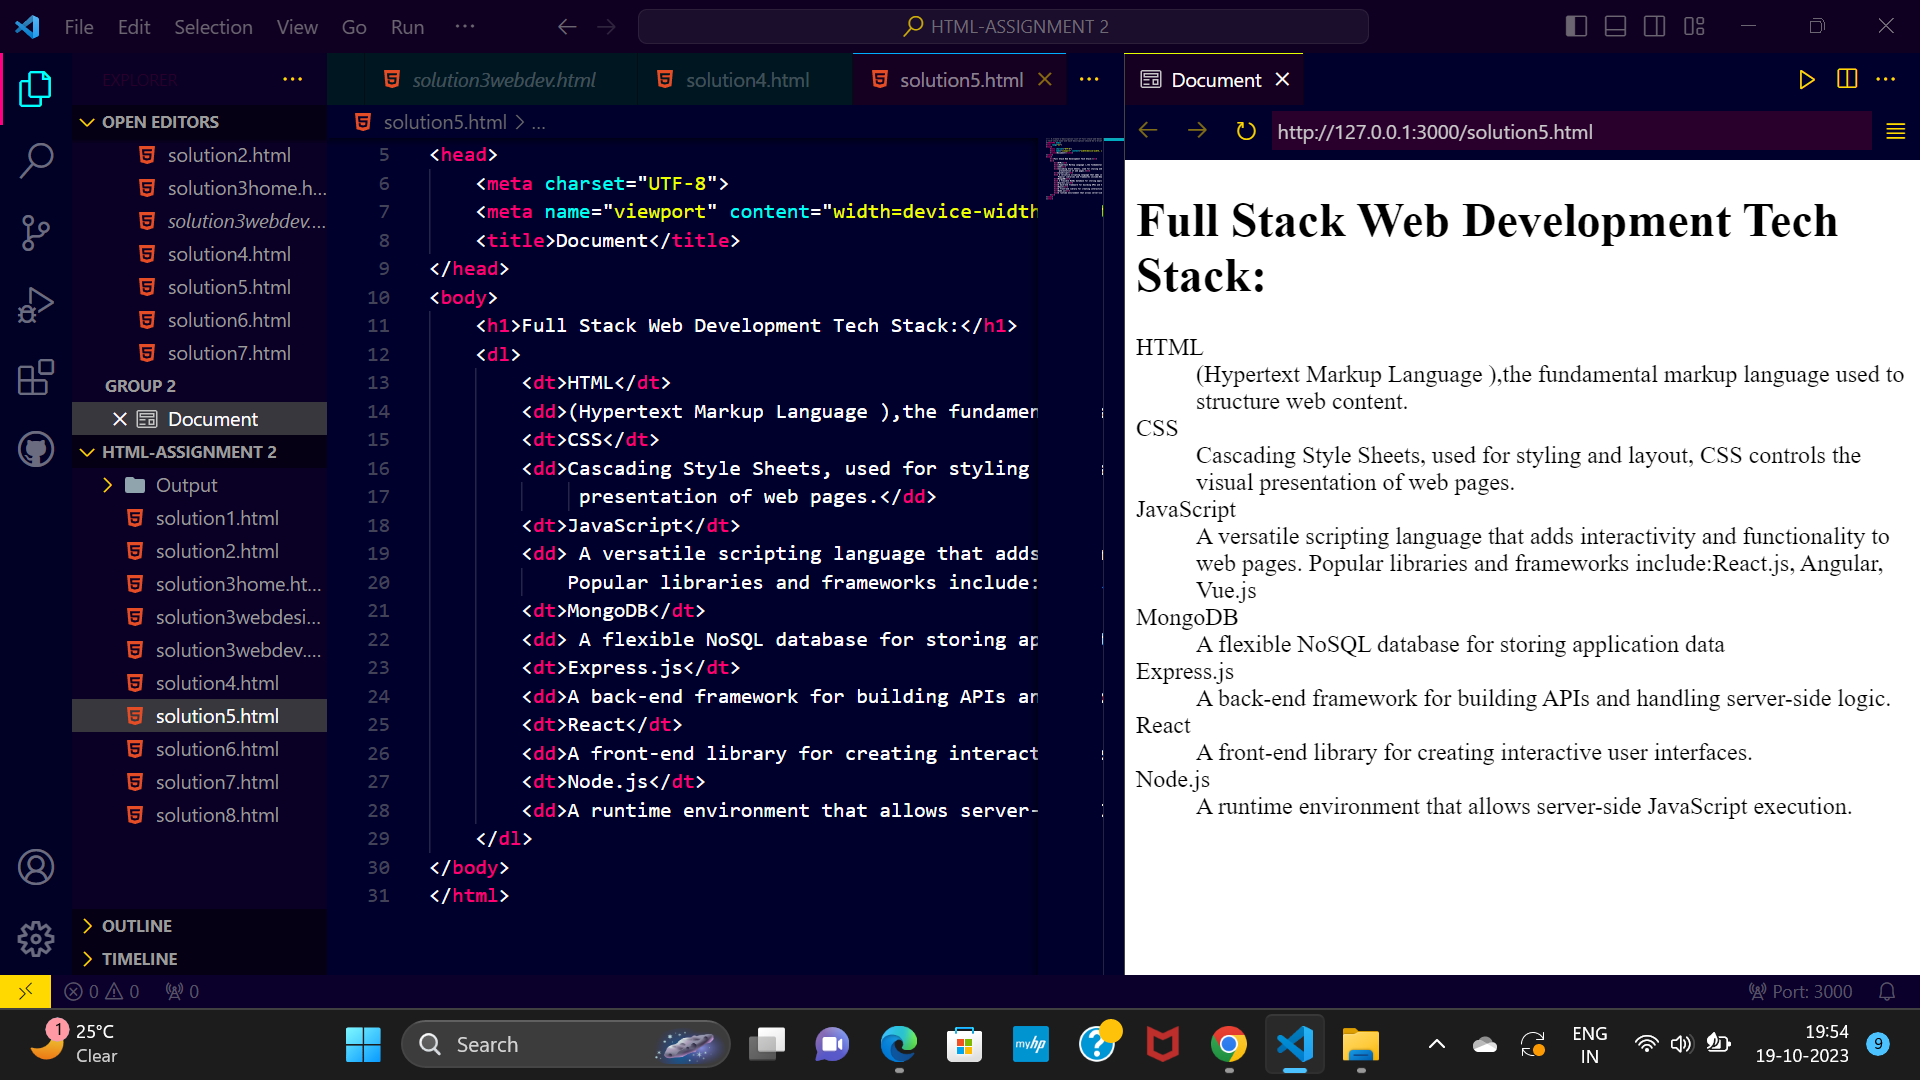 File Edit Selection View Go Run ···
HTML-ASSIGNMENT 2
EXPLORER
OPEN EDITORS
solution2.html
solution3home.h...
solution3webdev....
solution4.html
solution5.html
solution6.html
solution7.html
GROUP 2
Document
HTML-ASSIGNMENT 2
Output
solution1.html
solution2.html
solution3home.ht...
solution3webdesi...
solution3webdev....
solution4.html
solution5.html
solution6.html
solution7.html
solution8.html
OUTLINE
TIMELINE
solution3webdev.html solution4.html solution5.html
solution5.html > ...
5 <head>
6 <meta charset="UTF-8">
7 <meta name="viewport" content="width=device-width
8 <title>Document</title>
9 </head>
10 <body>
11 <h1>Full Stack Web Development Tech Stack:</h1>
12 <dl>
13 <dt>HTML</dt>
14 <dd>(Hypertext Markup Language ),the fundamen
15 <dt>CSS</dt>
16 <dd>Cascading Style Sheets, used for styling
17 presentation of web pages.</dd>
18 <dt>JavaScript</dt>
19 <dd> A versatile scripting language that adds
20 Popular libraries and frameworks include:
21 <dt>MongoDB</dt>
22 <dd> A flexible NoSQL database for storing ap
23 <dt>Express.js</dt>
24 <dd>A back-end framework for building APIs an
25 <dt>React</dt>
26 <dd>A front-end library for creating interact
27 <dt>Node.js</dt>
28 <dd>A runtime environment that allows server-
29 </dl>
30 </body>
31 </html>
Document
http://127.0.0.1:3000/solution5.html
Full Stack Web Development Tech
Stack:
HTML
(Hypertext Markup Language ),the fundamental markup language used to
structure web content.
CSS
Cascading Style Sheets, used for styling and layout, CSS controls the
visual presentation of web pages.
JavaScript
A versatile scripting language that adds interactivity and functionality to
web pages. Popular libraries and frameworks include:React.js, Angular,
Vue.js
MongoDB
A flexible NoSQL database for storing application data
Express.js
A back-end framework for building APIs and handling server-side logic.
React
A front-end library for creating interactive user interfaces.
Node.js
A runtime environment that allows server-side JavaScript execution.
0 0 0
Port: 3000
1
25°C
Clear
Search
myhp
ENG
IN
19:54
19-10-2023
9